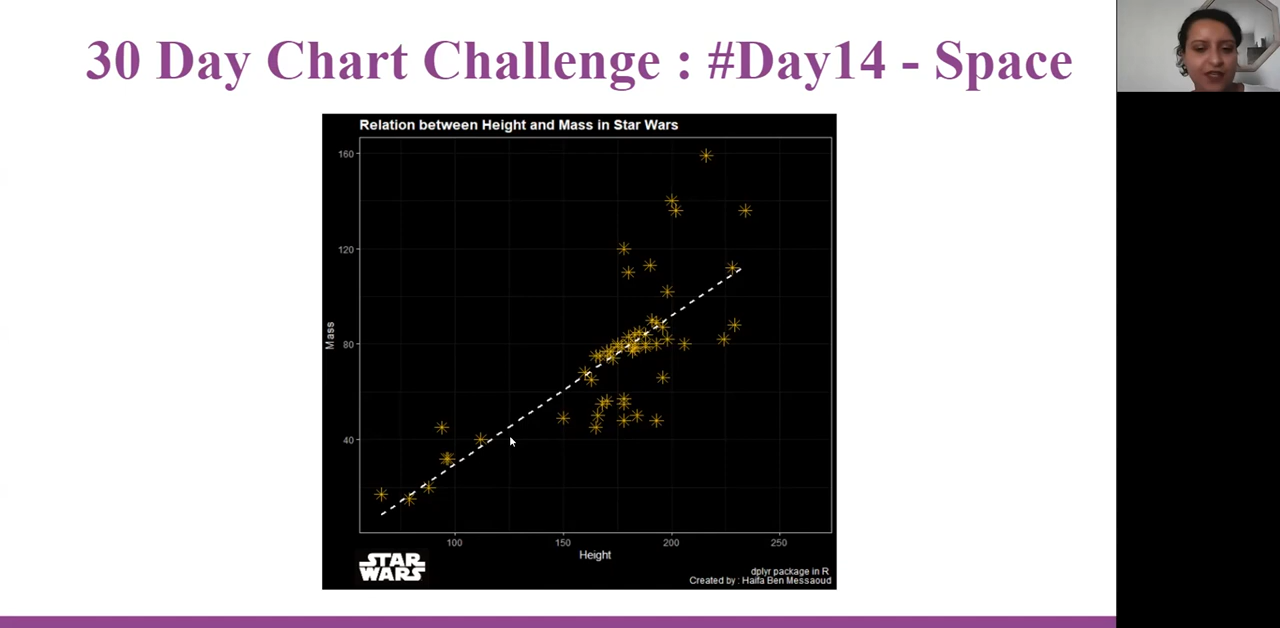 30 Day Chart Challenge : #Day14 - Space
Relation between Height and Mass in Star Wars
160
120
80
40
Mass
100 150 200 250
Height
STAR
WARS
dplyr package in R
Created by : Haifa Ben Messaoud